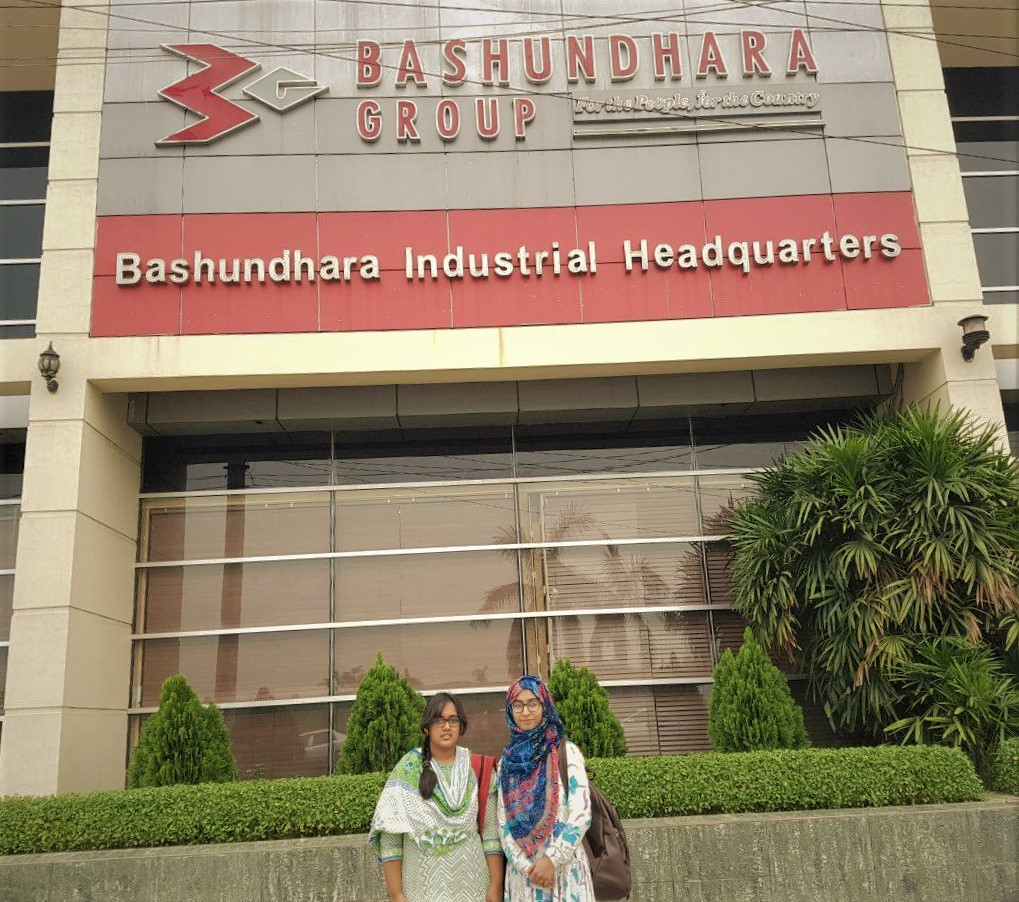 BASHUNDHARA
GROUP For the People, for the Country
Bashundhara Industrial Headquarters